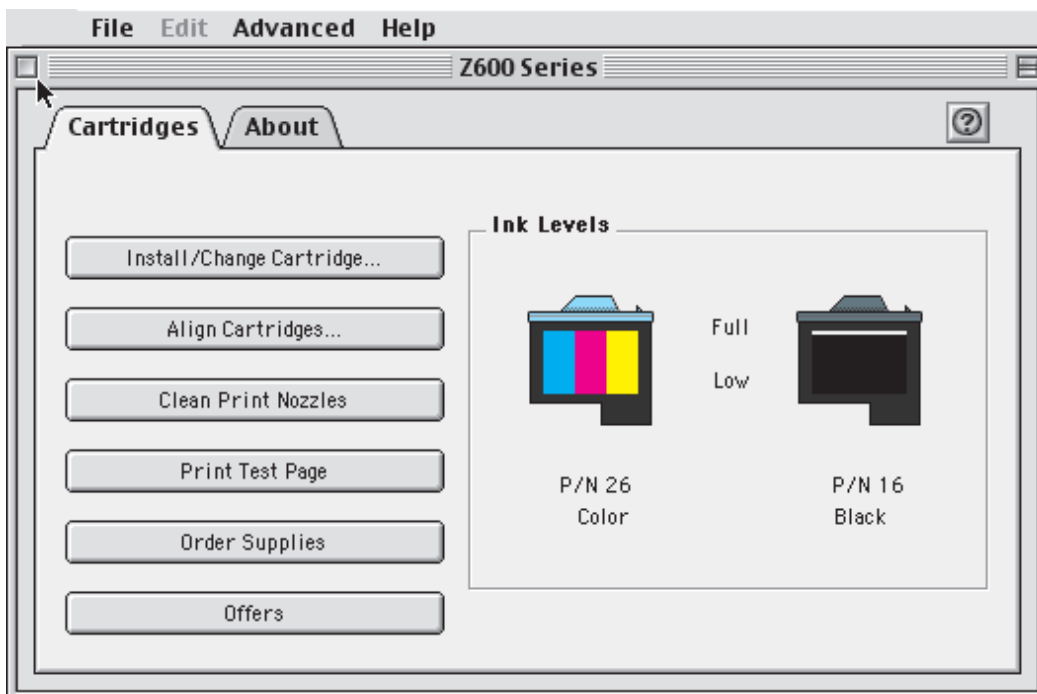 File Edit Advanced Help
Z600 Series
Cartridges About
?
Install/Change Cartridge...
Align Cartridges...
Clean Print Nozzles
Print Test Page
Order Supplies
Offers
Ink Levels
Full
Low
P/N 26
Color
P/N 16
Black